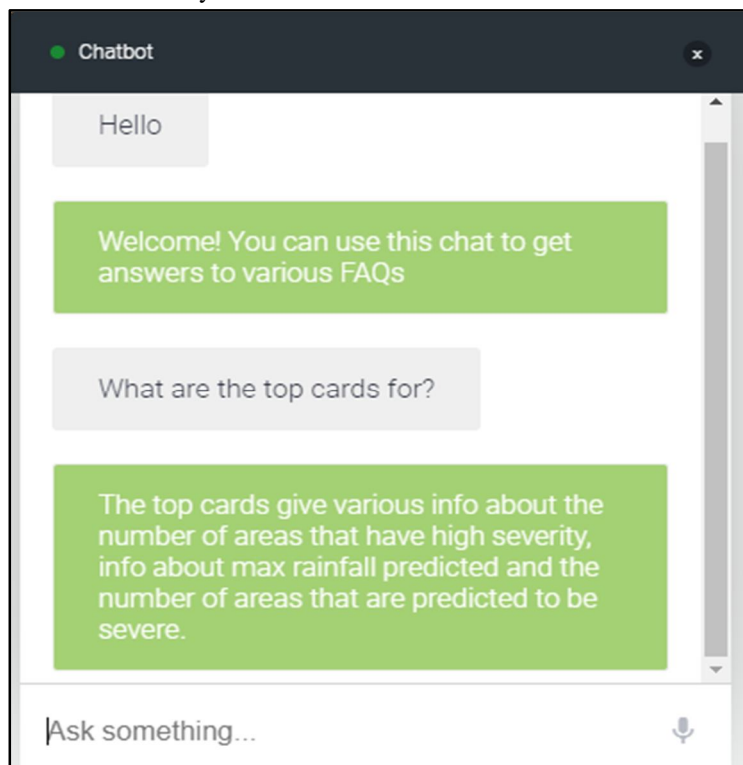 Chatbot
x
Hello
Welcome! You can use this chat to get
answers to various FAQs
What are the top cards for?
The top cards give various info about the
number of areas that have high severity,
info about max rainfall predicted and the
number of areas that are predicted to be
severe.
Ask something...